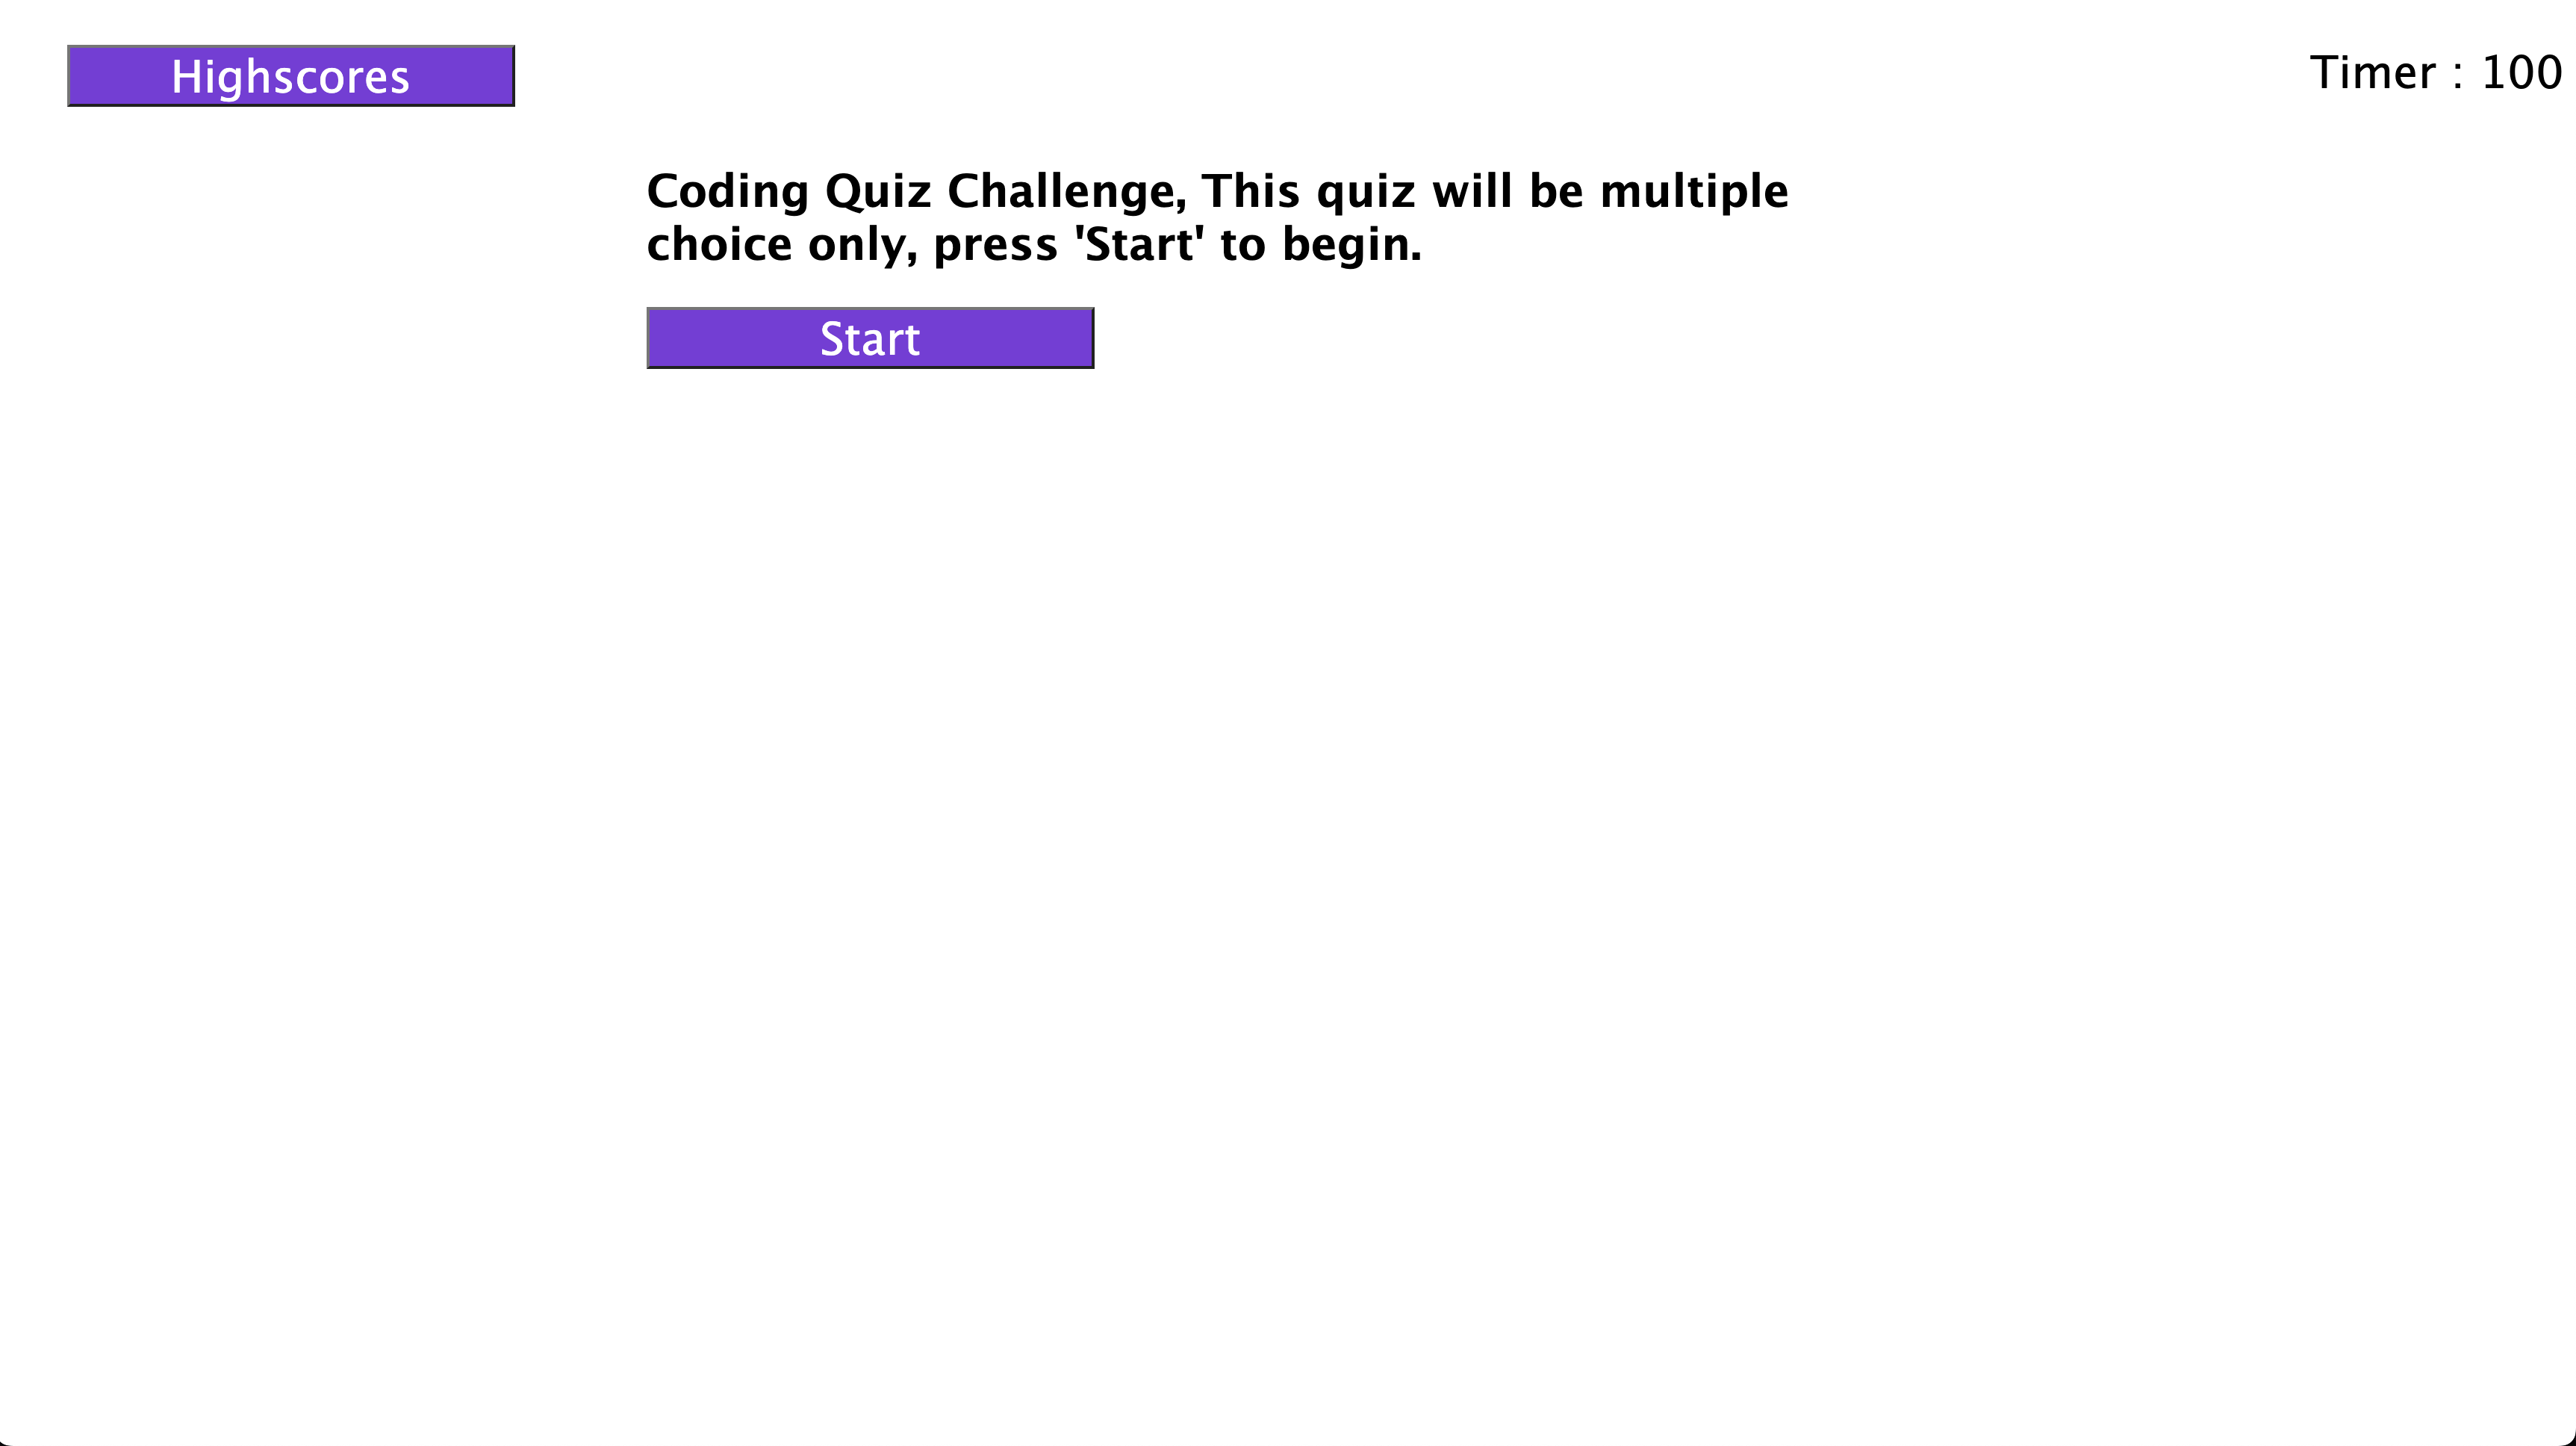 Highscores
Timer : 100
Coding Quiz Challenge, This quiz will be multiple
choice only, press 'Start' to begin.
Start